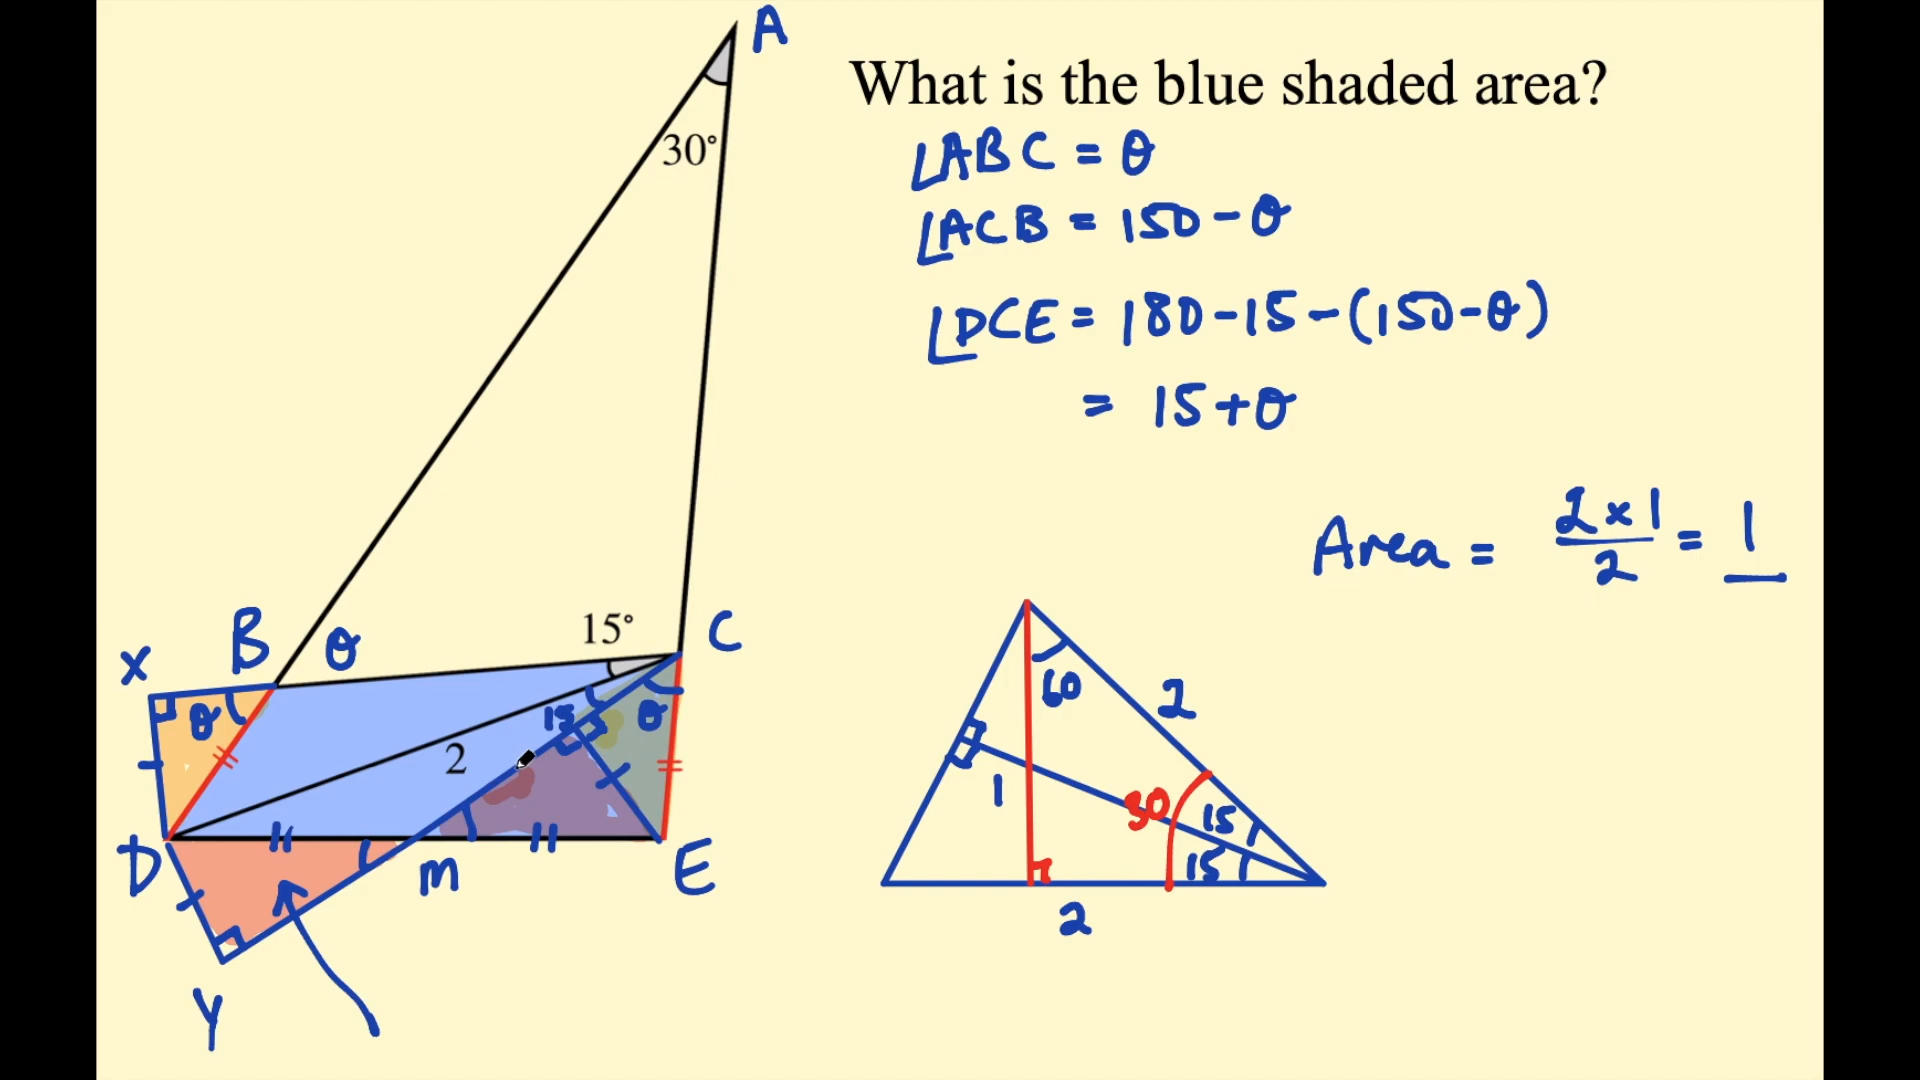 A
What is the blue shaded area?
30°
∠ABC = θ
∠ACB = 150 - θ
∠DCE = 180 - 15 - (150 - θ)
= 15 + θ
Area = 2 x 1 / 2 = 1
X
B
θ
15°
C
θ
15
θ
2
D
m
E
Y
60
2
1
30
15
15
2